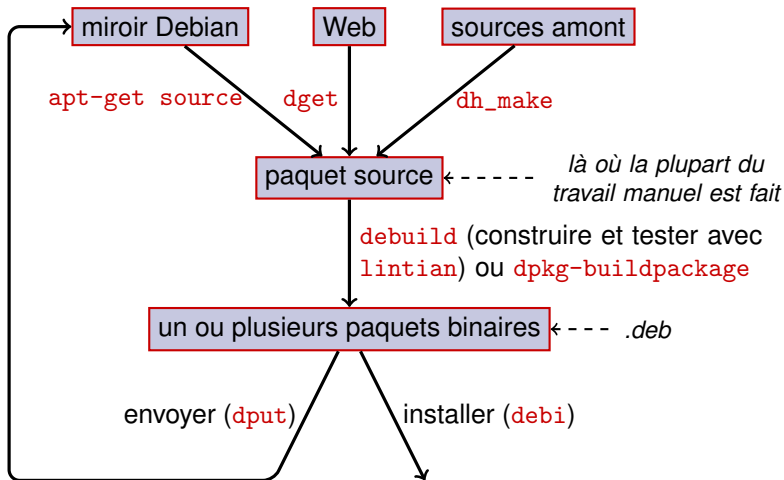 miroir Debian
Web
sources amont
apt-get source
dget
dh_make
paquet source
là où la plupart du
travail manuel est fait
debuild (construire et tester avec
lintian) ou dpkg-buildpackage
un ou plusieurs paquets binaires
.deb
envoyer (dput)
installer (debi)